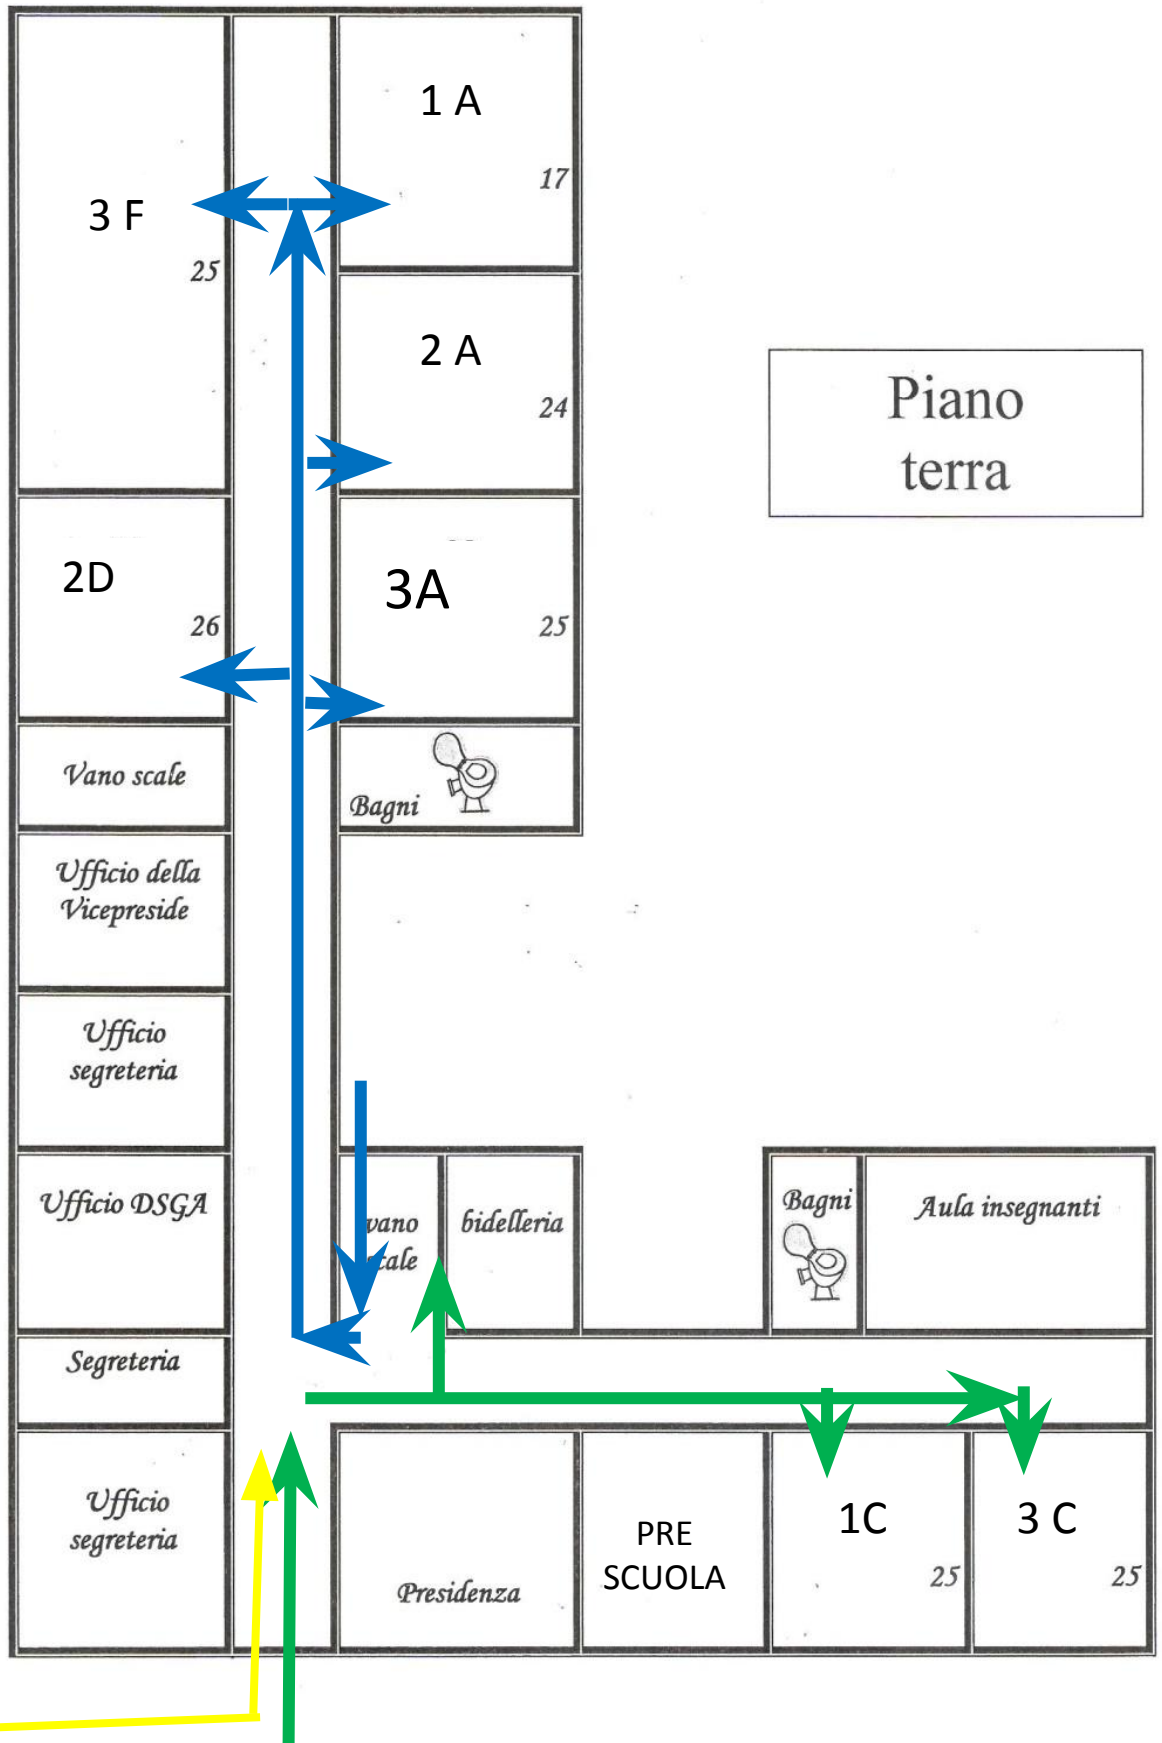 1 A
17
3 F
25
2 A
24
Piano
terra
2D
26
3A
25
Vano scale
Bagni
Ufficio della
Vicepreside
Ufficio
segreteria
Ufficio DSGA
vano
scale
bidelleria
Bagni
Aula insegnanti
Segreteria
Ufficio
segreteria
Presidenza
PRE
SCUOLA
1C
25
3 C
25